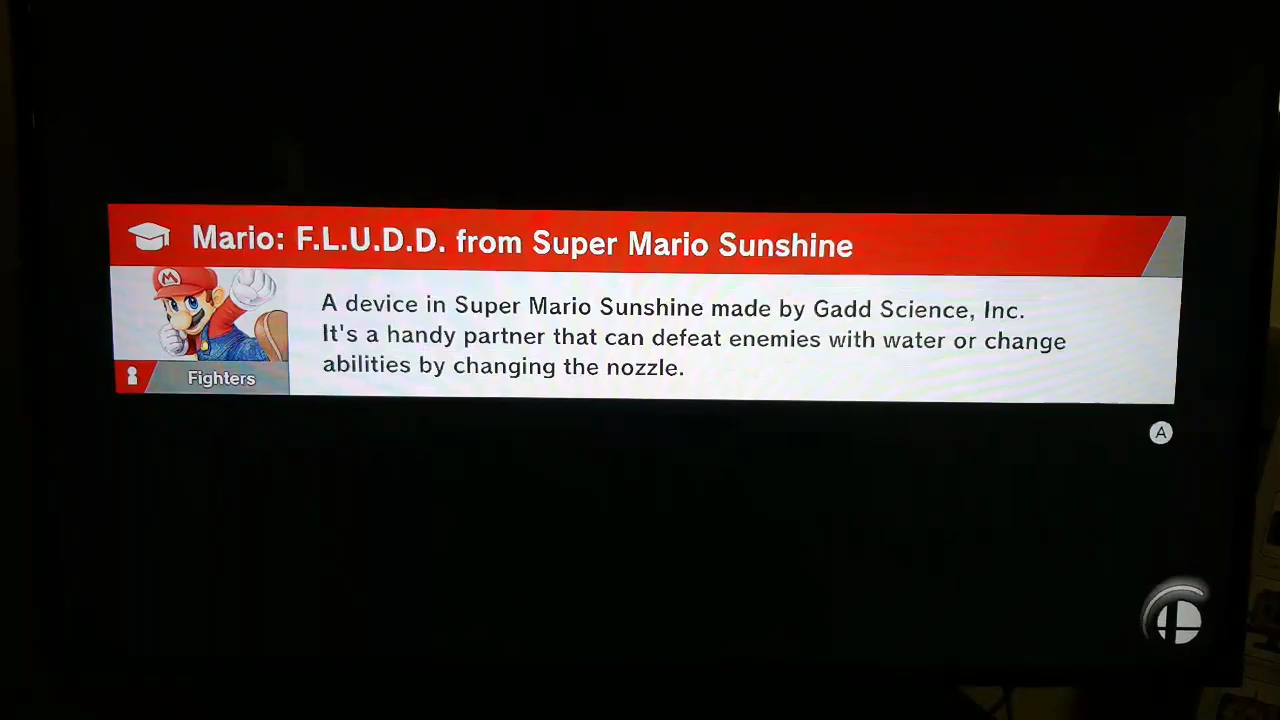 Mario: F.L.U.D.D. from Super Mario Sunshine
A device in Super Mario Sunshine made by Gadd Science, Inc.
It's a handy partner that can defeat enemies with water or change
abilities by changing the nozzle.
Fighters
A